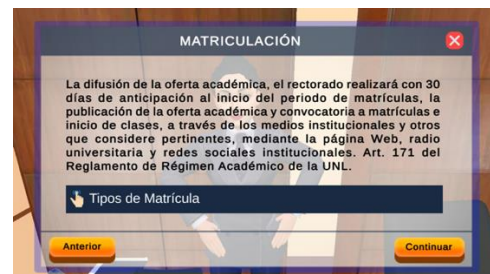 MATRICULACIÓN
La difusión de la oferta académica, el rectorado realizará con 30
días de anticipación al inicio del periodo de matrículas, la
publicación de la oferta académica y convocatoria a matrículas e
inicio de clases, a través de los medios institucionales y otros
que considere pertinentes, mediante la página Web, radio
universitaria y redes sociales institucionales. Art. 171 del
Reglamento de Régimen Académico de la UNL.
Tipos de Matrícula
Anterior
Continuar